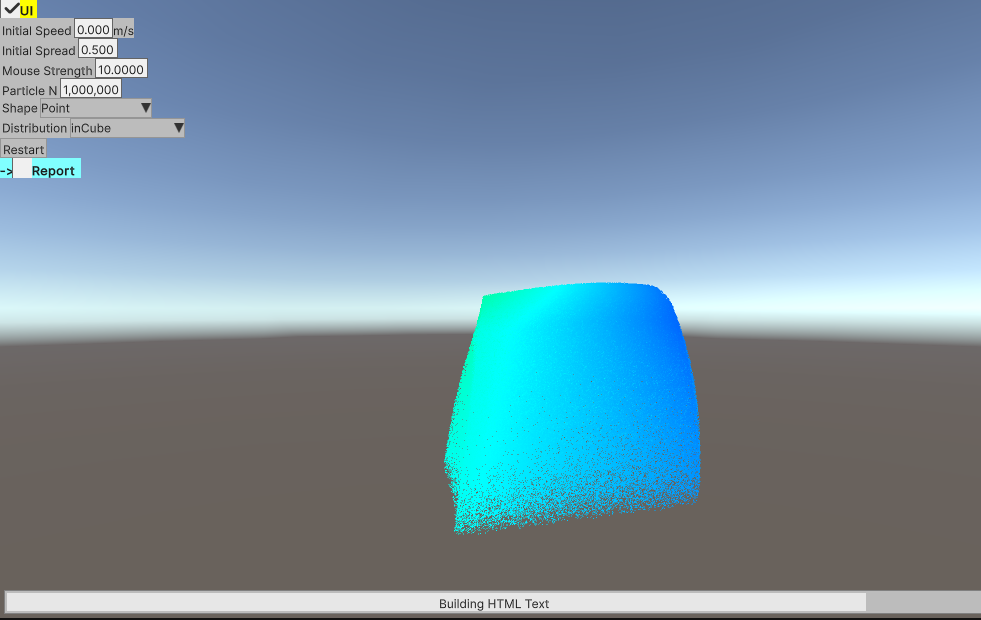 UI
Initial Speed 0.000 m/s
Initial Spread 0.500
Mouse Strength 10.0000
Particle N 1,000,000
Shape Point
Distribution inCube
Restart
-> Report
Building HTML Text